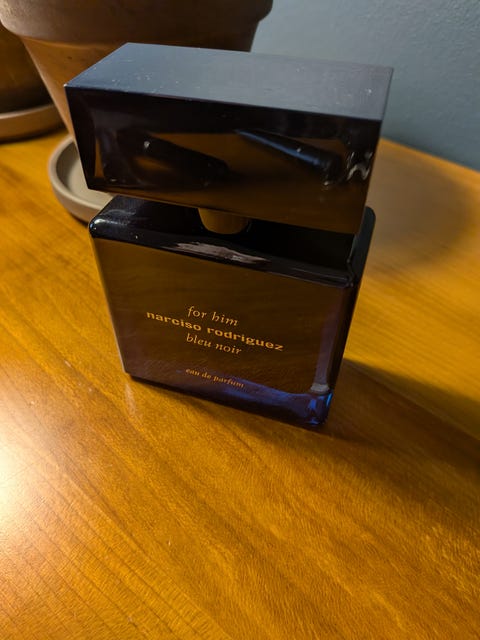 for him
narciso rodriguez
bleu noir
eau de parfum